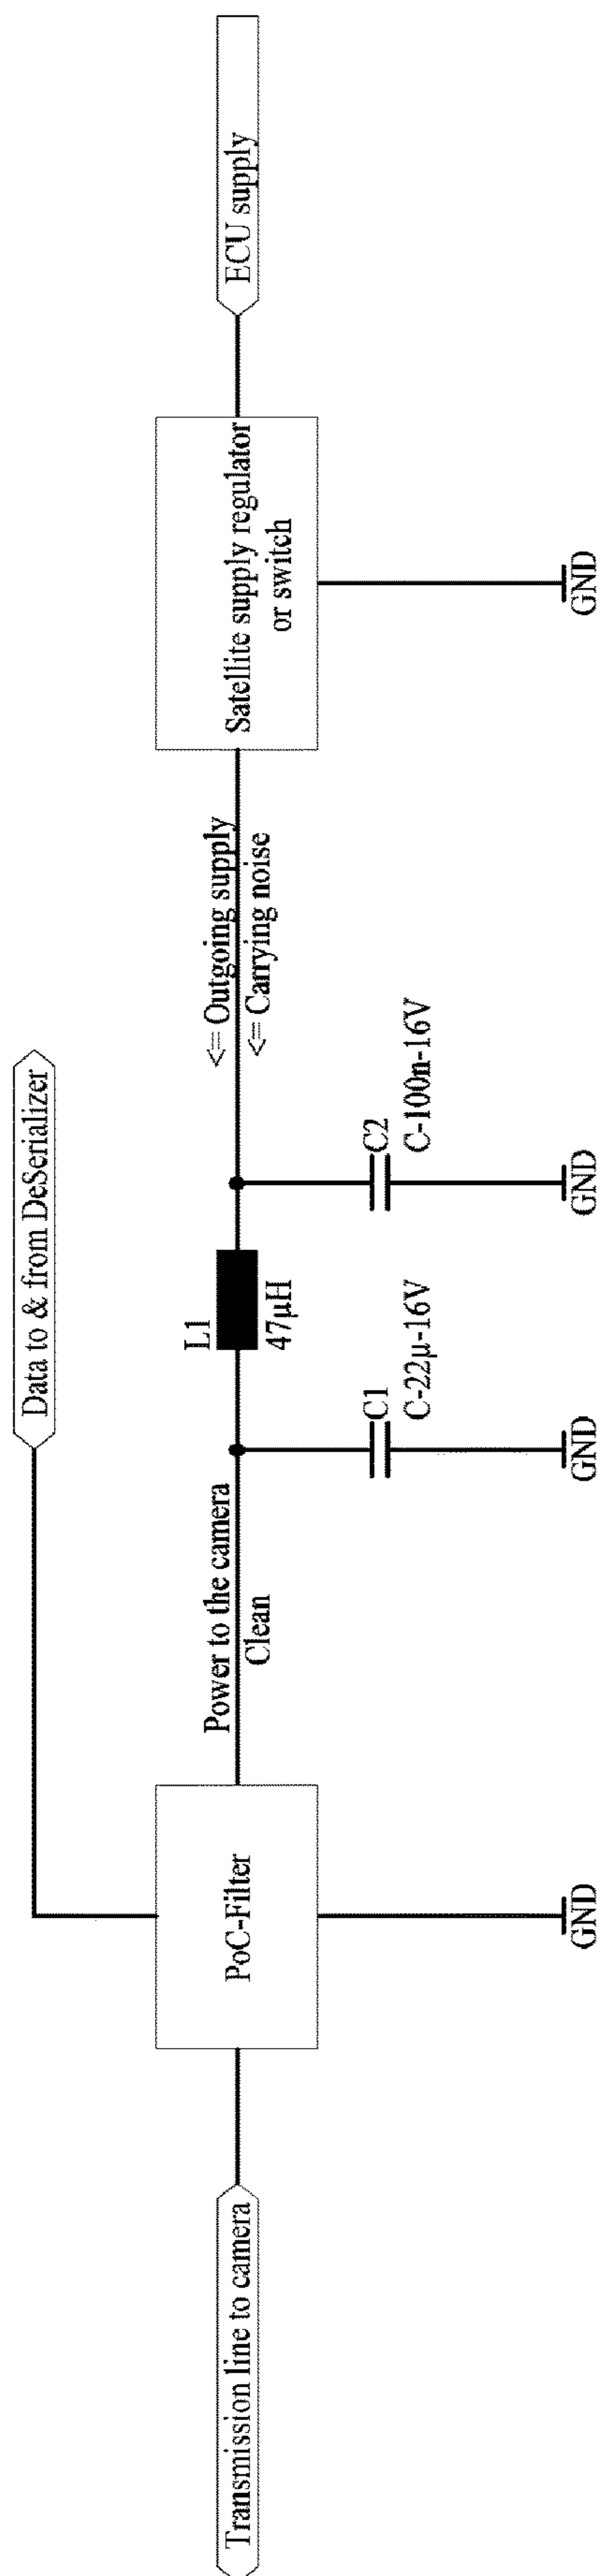 Data to & from DeSerializer
Transmission line to camera
PoC-Filter
Power to the camera
Clean
L1
47µH
<= Outgoing supply
<= Carrying noise
Satellite supply regulator
or switch
ECU supply
C1
C-22µ-16V
C2
C-100n-16V
GND
GND
GND
GND